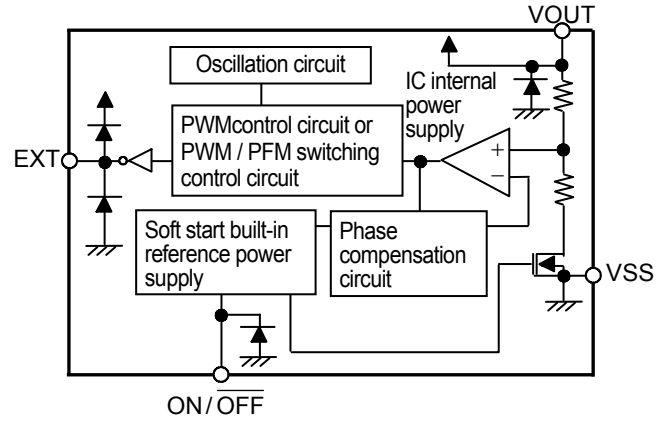 VOUT
Oscillation circuit
IC internal
power
supply
PWMcontrol circuit or
PWM / PFM switching
control circuit
EXT
+
−
Soft start built-in
reference power
supply
Phase
compensation
circuit
VSS
ON/OFF